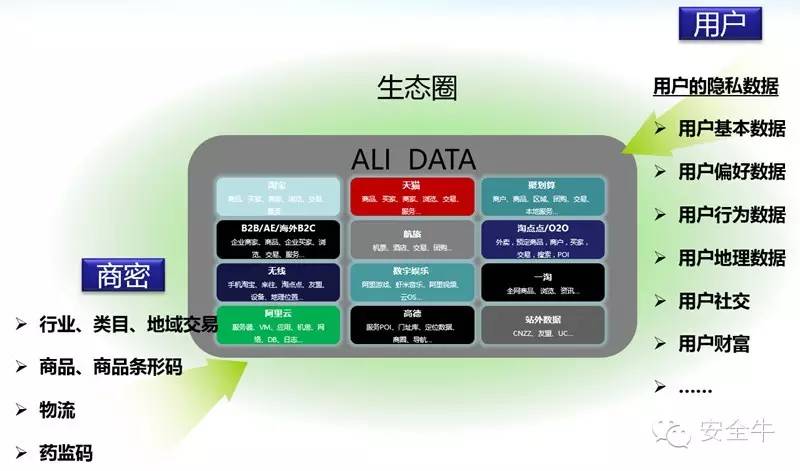 用户
生态圈
用户的隐私数据
用户基本数据
用户偏好数据
用户行为数据
用户地理数据
用户社交
用户财富
......
ALI DATA
淘宝
商品、买家、商家、浏览、交易、
服务...
天猫
商品、买家、商家、浏览、交易、
服务...
聚划算
商户、商品、区域、团购、交易、
本地服务...
B2B/AE/海外B2C
企业商家、商品、企业买家、浏
览、交易、服务...
航旅
机票、酒店、交易、团购...
淘点点/O2O
外卖，预定商品，商户，买家，
交易，搜索，POI
无线
手机淘宝、来往、淘点点、友盟、
设备、地理位置...
数字娱乐
阿里游戏、虾米音乐、阿里视频、
云OS...
一淘
全网商品、浏览、资讯...
阿里云
服务器、VM、应用、机患、网
络、DB、日志...
高德
服务POI、门址库、定位数据、
商圈、导航...
站外数据
CNZZ、友盟、UC...
商密
行业、类目、地域交易
商品、商品条形码
物流
药监码
安全牛